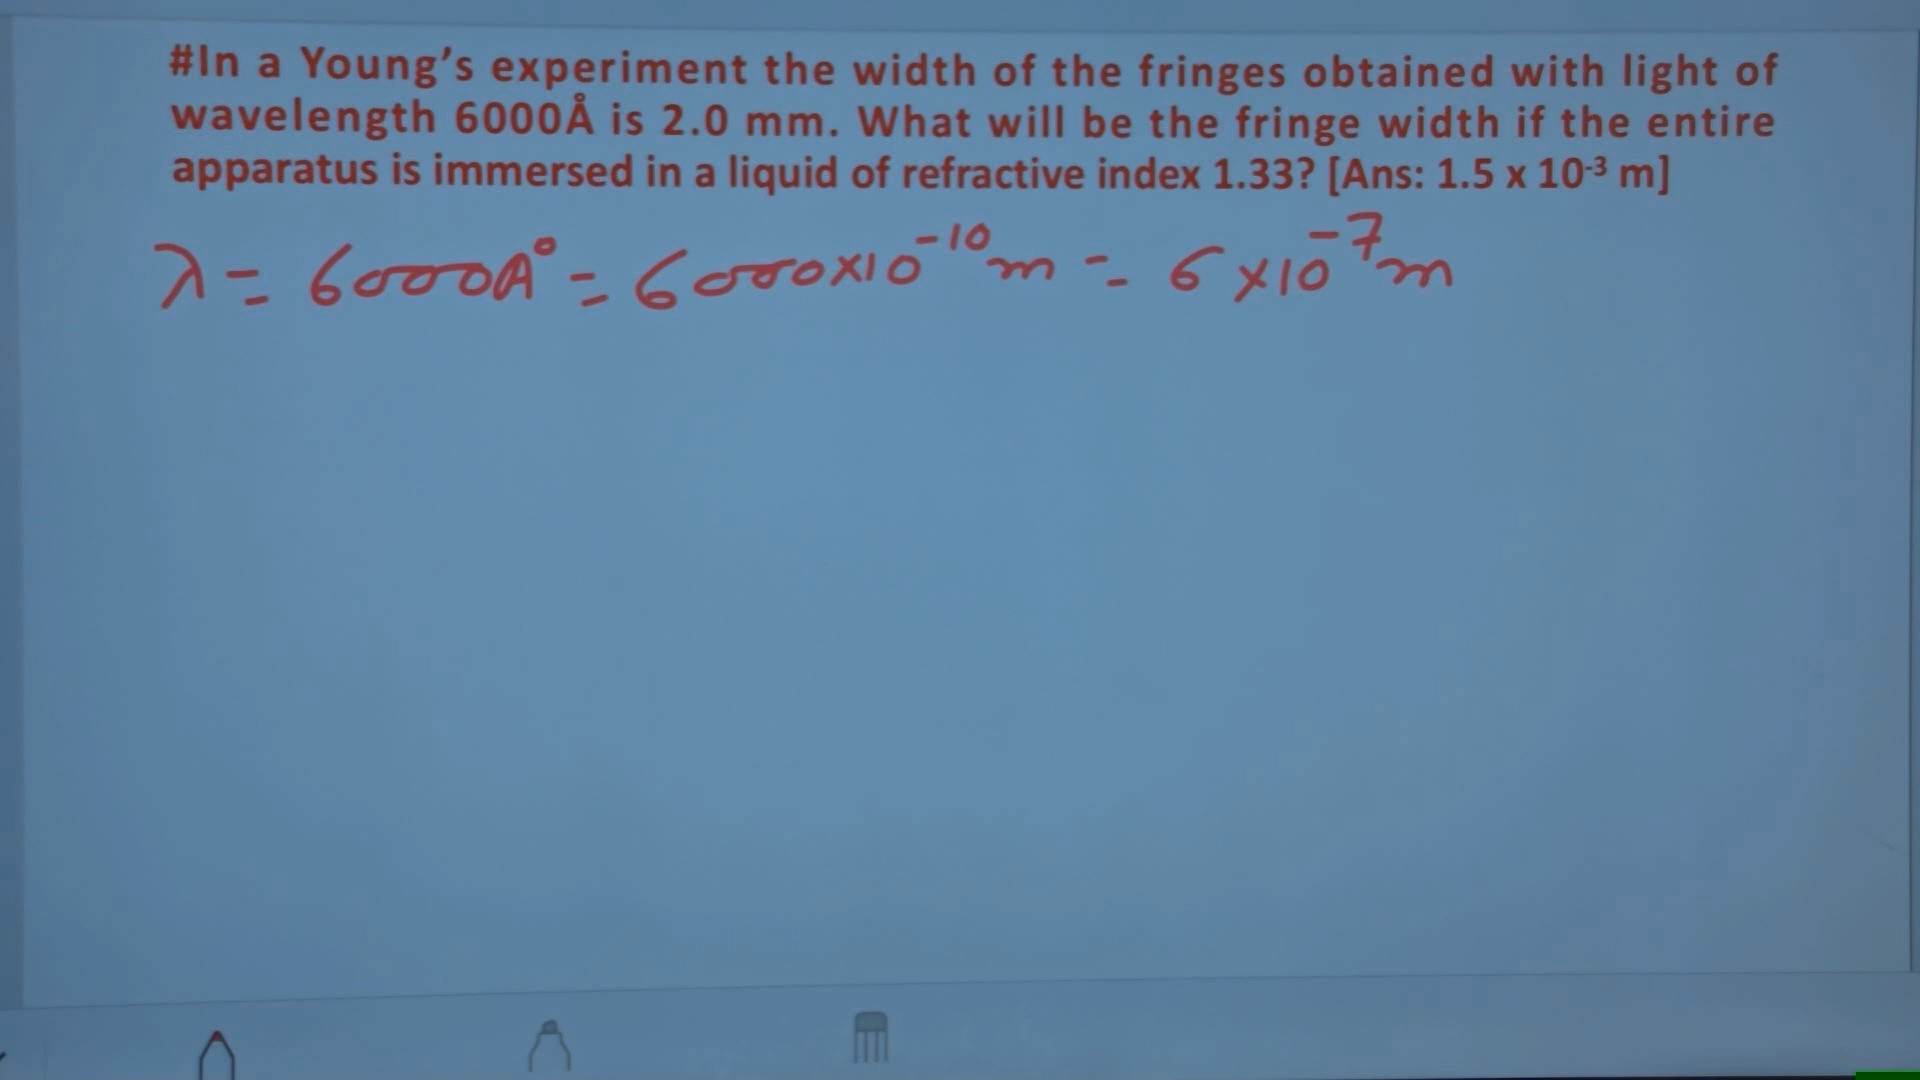 #In a Young’s experiment the width of the fringes obtained with light of
wavelength 6000Å is 2.0 mm. What will be the fringe width if the entire
apparatus is immersed in a liquid of refractive index 1.33? [Ans: 1.5 x 10⁻³ m]
λ = 6000A° = 6000×10⁻¹⁰ m = 6 ×10⁻⁷ m